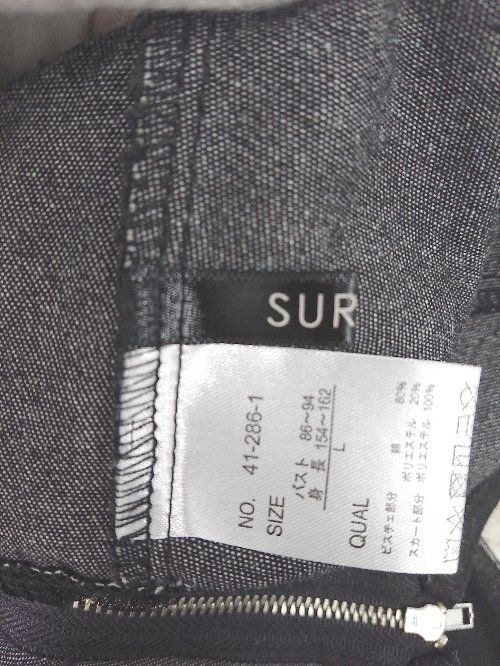 SUR
NO. 41-286-1
SIZE
バスト 86～94
身 長 154～162
L
QUAL
ビスチェ部分 綿 80%
ポリエステル 20%
スカート部分 ポリエステル 100%